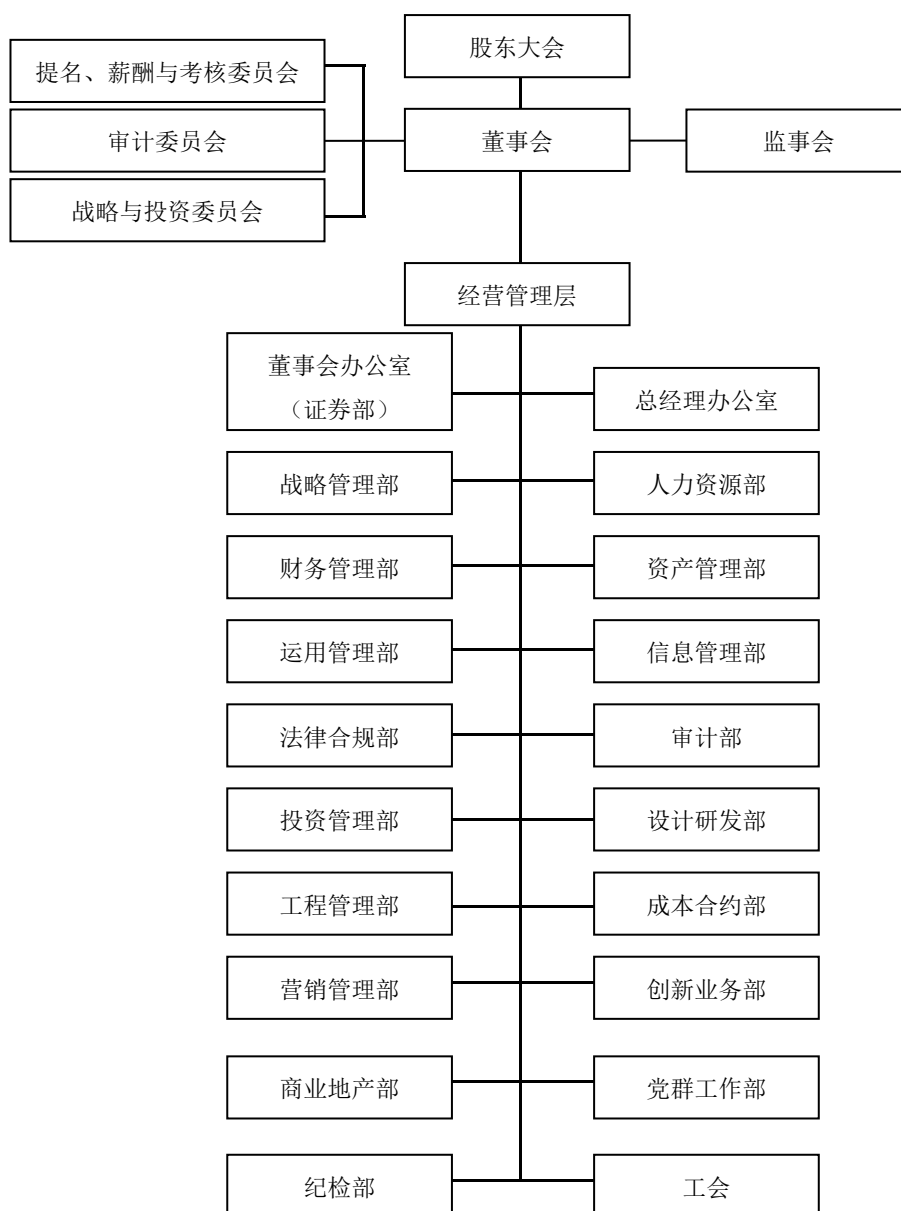 股东大会
提名、薪酬与考核委员会
审计委员会
董事会
监事会
战略与投资委员会
经营管理层
董事会办公室
（证券部）
总经理办公室
战略管理部
人力资源部
财务管理部
资产管理部
运用管理部
信息管理部
法律合规部
审计部
投资管理部
设计研发部
工程管理部
成本合约部
营销管理部
创新业务部
商业地产部
党群工作部
纪检部
工会